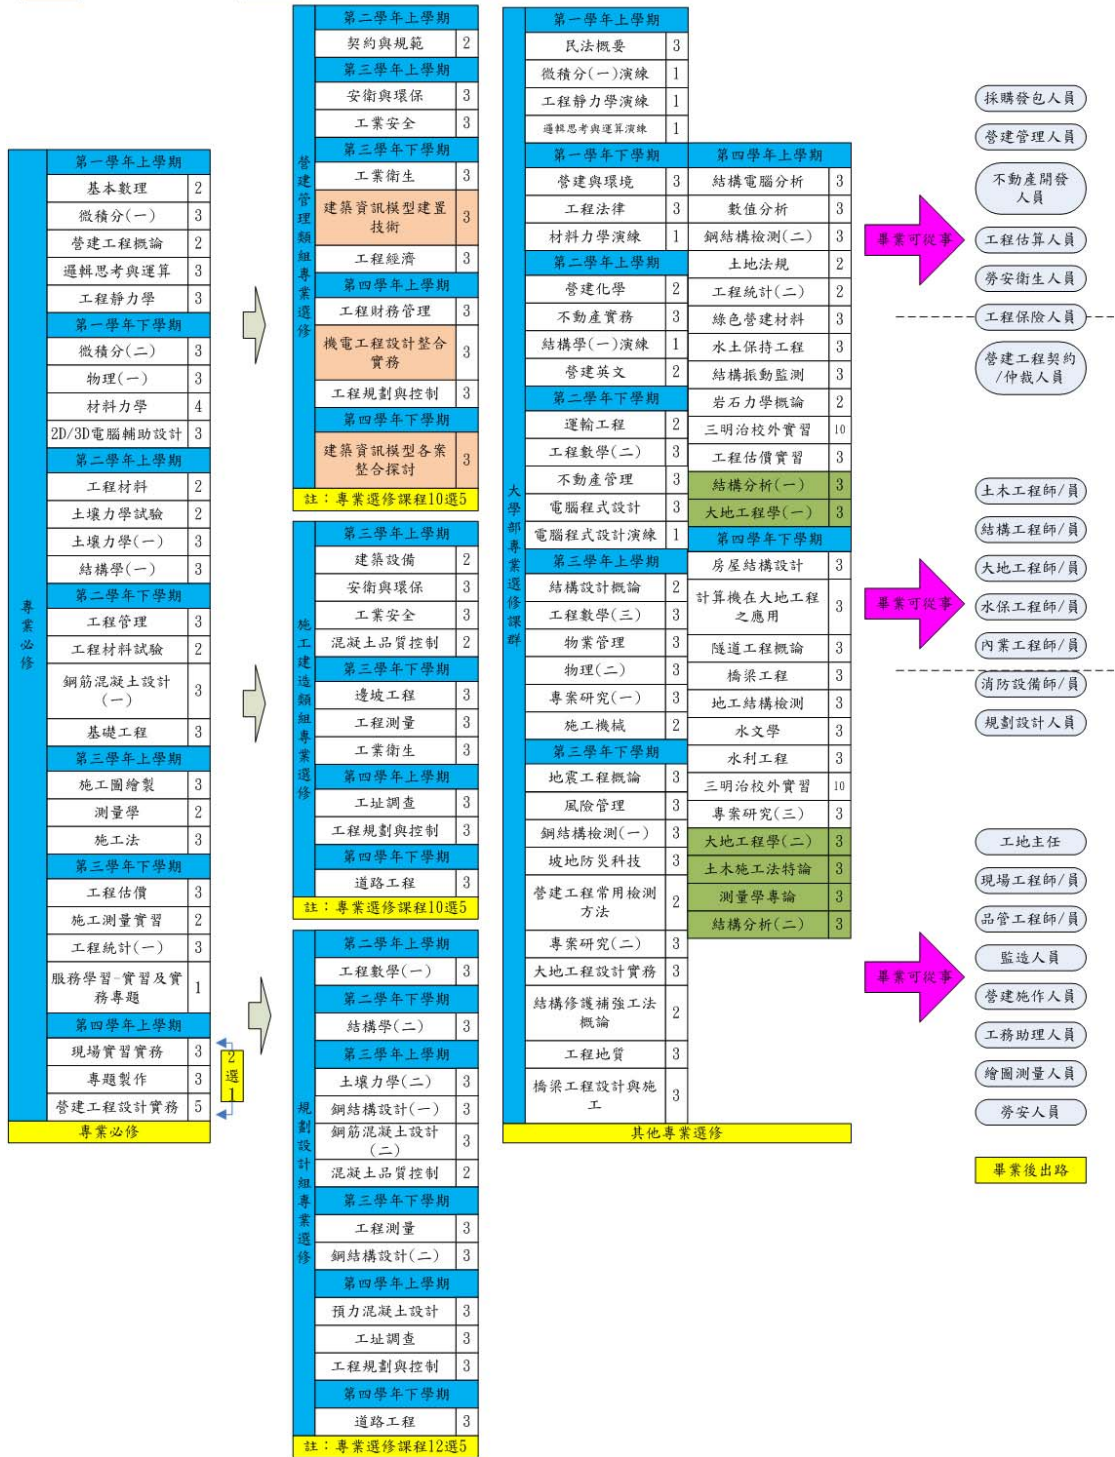 專業必修
第一學年上學期
基本數理 2
微積分(一) 3
營建工程概論 2
邏輯思考與運算 3
工程靜力學 3
第一學年下學期
微積分(二) 3
物理(一) 3
材料力學 4
2D/3D電腦輔助設計 3
第二學年上學期
工程材料 2
土壤力學試驗 2
土壤力學(一) 3
結構學(一) 3
第二學年下學期
工程管理 3
工程材料試驗 2
鋼筋混凝土設計
(一) 3
基礎工程 3
第三學年上學期
施工圖繪製 3
測量學 2
施工法 3
第三學年下學期
工程估價 3
施工測量實習 2
工程統計(一) 3
服務學習-實習及實
務專題 1
第四學年上學期
現場實習實務 3
專題製作 3
營建工程設計實務 5
專業必修
2選1
營建管理類組專業選修
第二學年上學期
契約與規範 2
第三學年上學期
安衛與環保 3
工業安全 3
第三學年下學期
工業衛生 3
建築資訊模型建置
技術 3
工程經濟 3
第四學年上學期
工程財務管理 3
機電工程設計整合
實務 3
工程規劃與控制 3
第四學年下學期
建築資訊模型各案
整合探討 3
註：專業選修課程10選5
施工建造類組專業選修
第三學年上學期
建築設備 2
安衛與環保 3
工業安全 3
混凝土品質控制 2
第三學年下學期
邊坡工程 3
工程測量 3
工業衛生 3
第四學年上學期
工址調查 3
工程規劃與控制 3
第四學年下學期
道路工程 3
註：專業選修課程10選5
規劃設計組專業選修
第二學年上學期
工程數學(一) 3
第二學年下學期
結構學(二) 3
第三學年上學期
土壤力學(二) 3
鋼結構設計(一) 3
鋼筋混凝土設計
(二) 3
混凝土品質控制 2
第三學年下學期
工程測量 3
鋼結構設計(二) 3
第四學年上學期
預力混凝土設計 3
工址調查 3
工程規劃與控制 3
第四學年下學期
道路工程 3
註：專業選修課程12選5
大學部專業選修課群
第一學年上學期
民法概要 3
微積分(一)演練 1
工程靜力學演練 1
邏輯思考與運算演練 1
第一學年下學期
營建與環境 3
工程法律 3
材料力學演練 1
第二學年上學期
營建化學 2
不動產實務 3
結構學(一)演練 1
營建英文 2
第二學年下學期
運輸工程 2
工程數學(二) 3
不動產管理 3
電腦程式設計 3
電腦程式設計演練 1
第三學年上學期
結構設計概論 2
工程數學(三) 3
物業管理 3
物理(二) 3
專案研究(一) 3
施工機械 2
第三學年下學期
地震工程概論 3
風險管理 3
鋼結構檢測(一) 3
坡地防災科技 3
營建工程常用檢測
方法 2
專案研究(二) 3
大地工程設計實務 3
結構修護補強工法
概論 2
工程地質 3
橋梁工程設計與施
工 3
第四學年上學期
結構電腦分析 3
數值分析 3
鋼結構檢測(二) 3
土地法規 2
工程統計(二) 2
綠色營建材料 3
水土保持工程 3
結構振動監測 3
岩石力學概論 2
三明治校外實習 10
工程估價實習 3
結構分析(一) 3
大地工程學(一) 3
第四學年下學期
房屋結構設計 3
計算機在大地工程
之應用 3
隧道工程概論 3
橋梁工程 3
地工結構檢測 3
水文學 3
水利工程 3
三明治校外實習 10
專案研究(三) 3
大地工程學(二) 3
土木施工法特論 3
測量學專論 3
結構分析(二) 3
其他專業選修
畢業可從事
採購發包人員
營建管理人員
不動產開發
人員
工程估算人員
勞安衛生人員
工程保險人員
營建工程契約
/仲裁人員
畢業可從事
土木工程師/員
結構工程師/員
大地工程師/員
水保工程師/員
內業工程師/員
消防設備師/員
規劃設計人員
畢業可從事
工地主任
現場工程師/員
品管工程師/員
監造人員
營建施作人員
工務助理人員
繪圖測量人員
勞安人員
畢業後出路